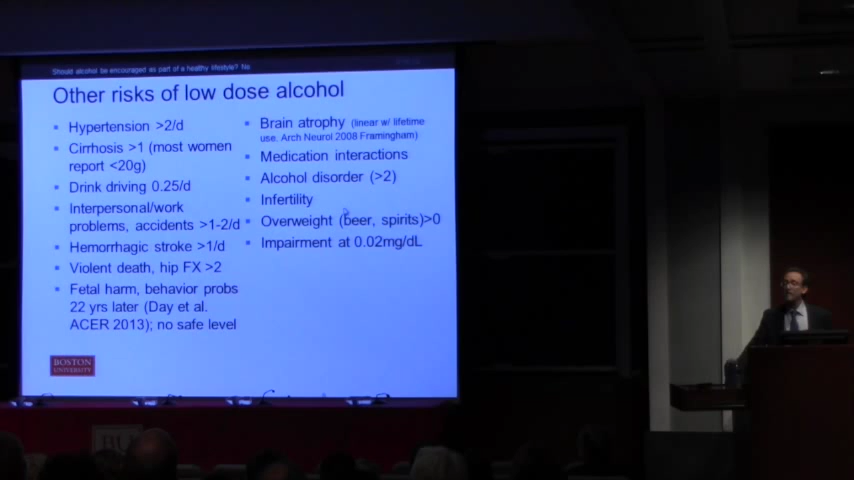 Should alcohol be encouraged as part of a healthy lifestyle? No
Other risks of low dose alcohol
Hypertension >2/d
Cirrhosis >1 (most women
report <20g)
Drink driving 0.25/d
Interpersonal/work
problems, accidents >1-2/d
Hemorrhagic stroke >1/d
Violent death, hip FX >2
Fetal harm, behavior probs
22 yrs later (Day et al.
ACER 2013); no safe level
Brain atrophy (linear w/ lifetime
use. Arch Neurol 2008 Framingham)
Medication interactions
Alcohol disorder (>2)
Infertility
Overweight (beer, spirits)>0
Impairment at 0.02mg/dL
BOSTON
UNIVERSITY
BU